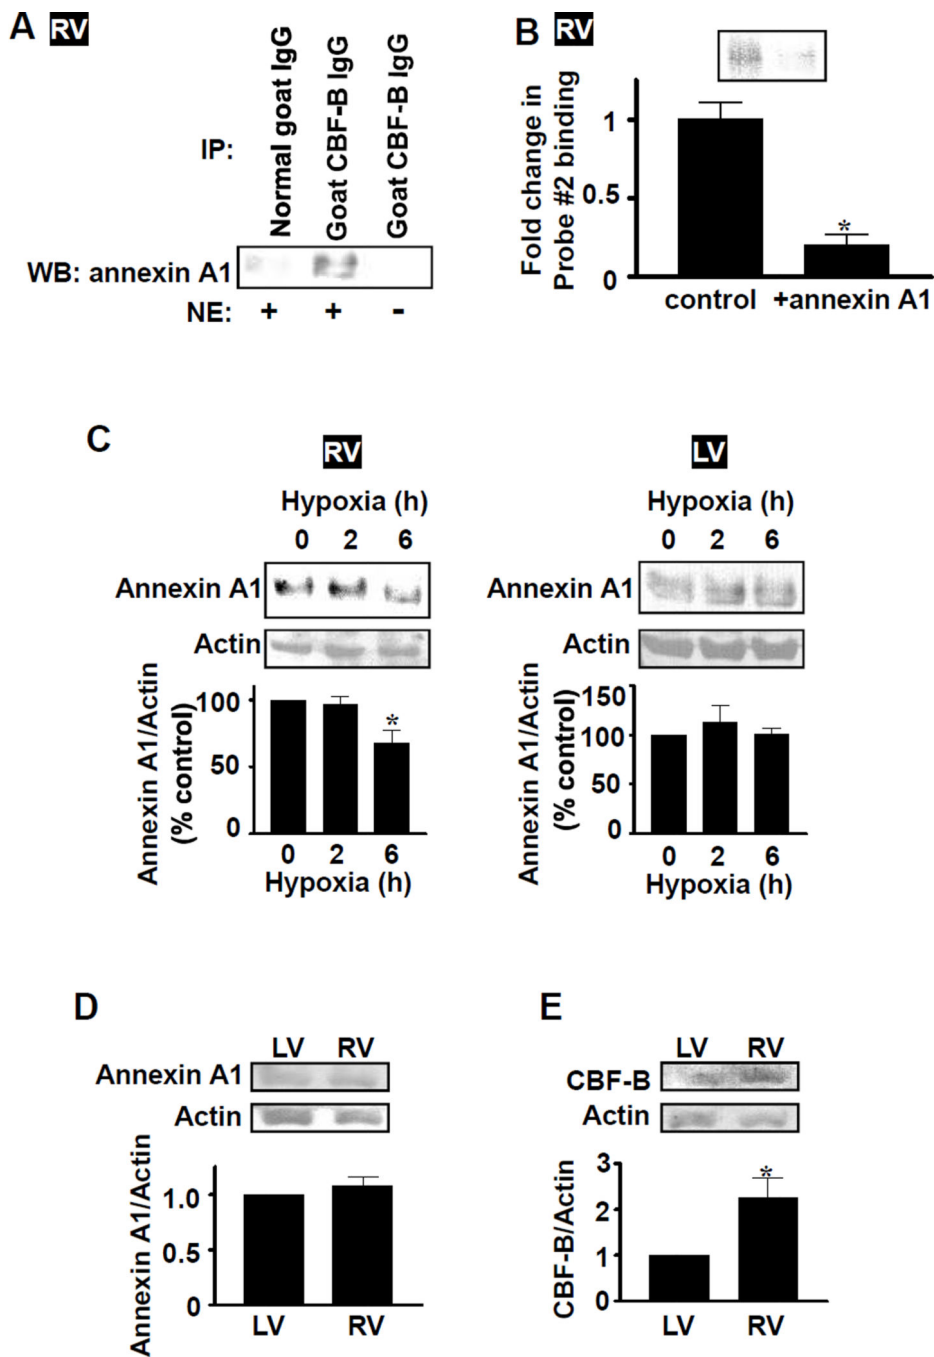 A RV
IP:
Normal goat IgG
Goat CBF-B IgG
Goat CBF-B IgG
WB: annexin A1
NE: + + -
B RV
Fold change in
Probe #2 binding
1
0.5
0
*
control +annexin A1
C
RV
Hypoxia (h)
0 2 6
Annexin A1
Actin
Annexin A1/Actin
(% control)
100
50
0
*
0 2 6
Hypoxia (h)
LV
Hypoxia (h)
0 2 6
Annexin A1
Actin
Annexin A1/Actin
(% control)
150
100
50
0
0 2 6
Hypoxia (h)
D
LV RV
Annexin A1
Actin
Annexin A1/Actin
1.0
0.5
0
LV RV
E
LV RV
CBF-B
Actin
CBF-B/Actin
3
2
1
0
*
LV RV